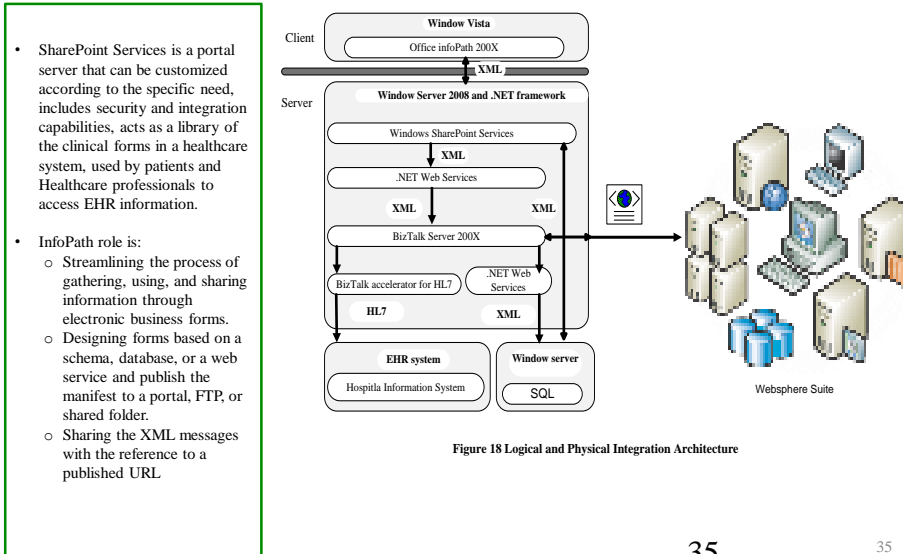 • SharePoint Services is a portal
server that can be customized
according to the specific need,
includes security and integration
capabilities, acts as a library of
the clinical forms in a healthcare
system, used by patients and
Healthcare professionals to
access EHR information.
• InfoPath role is:
o Streamlining the process of
gathering, using, and sharing
information through
electronic business forms.
o Designing forms based on a
schema, database, or a web
service and publish the
manifest to a portal, FTP, or
shared folder.
o Sharing the XML messages
with the reference to a
published URL
Client
Window Vista
Office infoPath 200X
XML
Server
Window Server 2008 and .NET framework
Windows SharePoint Services
XML
.NET Web Services
XML
XML
BizTalk Server 200X
BizTalk accelerator for HL7
.NET Web
Services
HL7
XML
EHR system
Hospitla Information System
Window server
SQL
Websphere Suite
Figure 18 Logical and Physical Integration Architecture
35
35